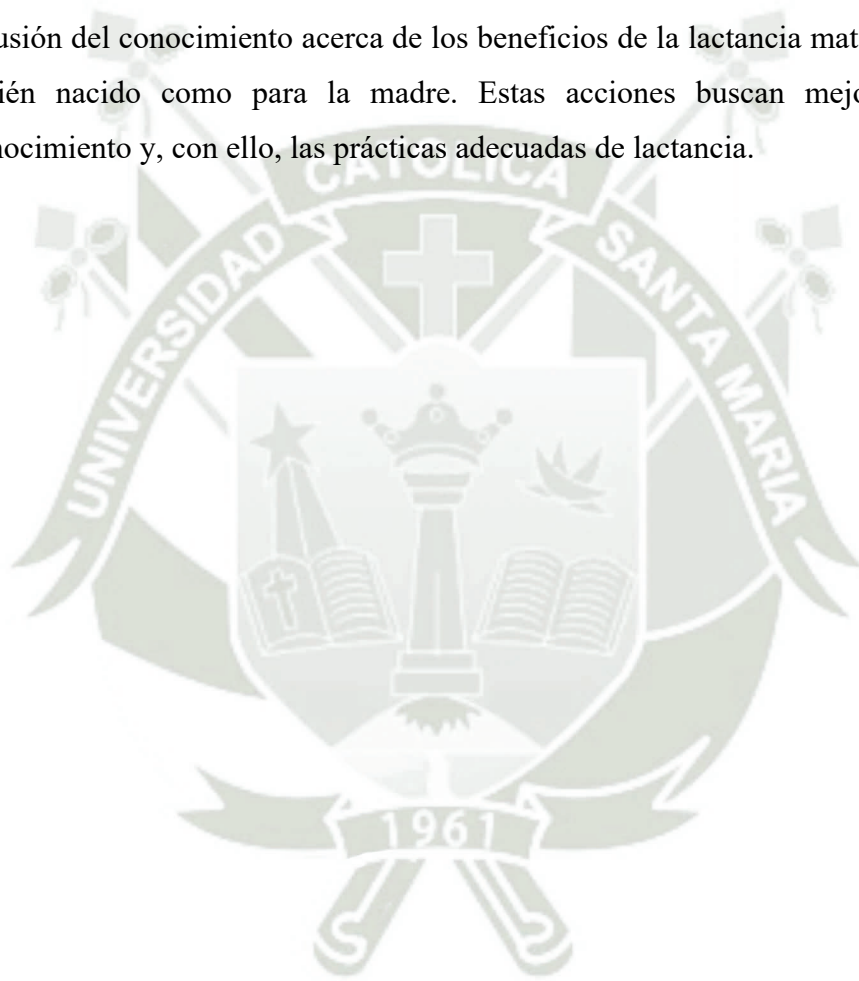 usión del conocimiento acerca de los beneficios de la lactancia mat
ién nacido como para la madre. Estas acciones buscan mejo
nocimiento y, con ello, las prácticas adecuadas de lactancia.
UNIVERSIDAD CATÓLICA SANTA MARIA
1961